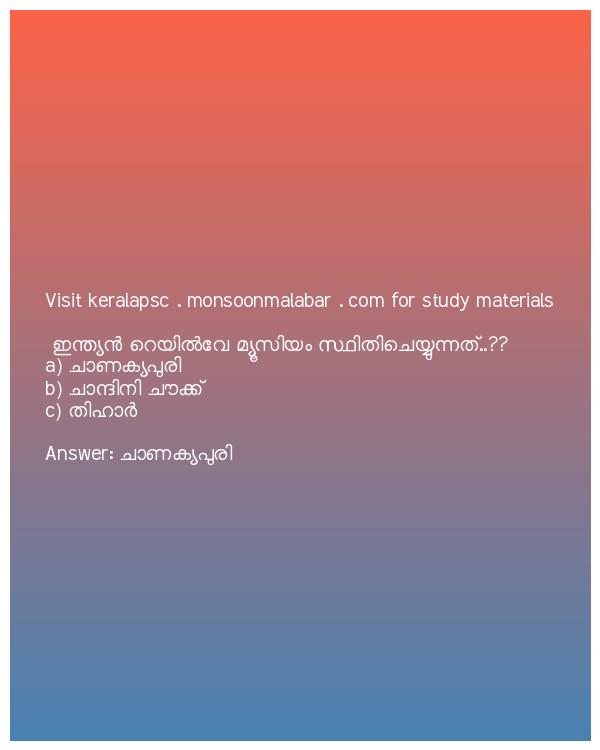 Visit keralapsc . monsoonmalabar . com for study materials
ഇന്ത്യൻ റെയിൽവേ മ്യൂസിയം സ്ഥിതിചെയ്യുന്നത്..??
a) ചാണക്യപുരി
b) ചാന്ദിനി ചൗക്ക്
c) തിഹാർ
Answer: ചാണക്യപുരി